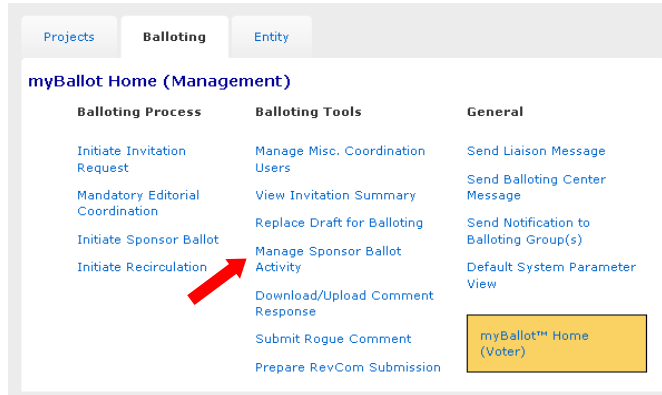 Projects
Balloting
Entity
myBallot Home (Management)
Balloting Process
Initiate Invitation
Request
Mandatory Editorial
Coordination
Initiate Sponsor Ballot
Initiate Recirculation
Balloting Tools
Manage Misc. Coordination
Users
View Invitation Summary
Replace Draft for Balloting
Manage Sponsor Ballot
Activity
Download/Upload Comment
Response
Submit Rogue Comment
Prepare RevCom Submission
General
Send Liaison Message
Send Balloting Center
Message
Send Notification to
Balloting Group(s)
Default System Parameter
View
myBallot™ Home
(Voter)